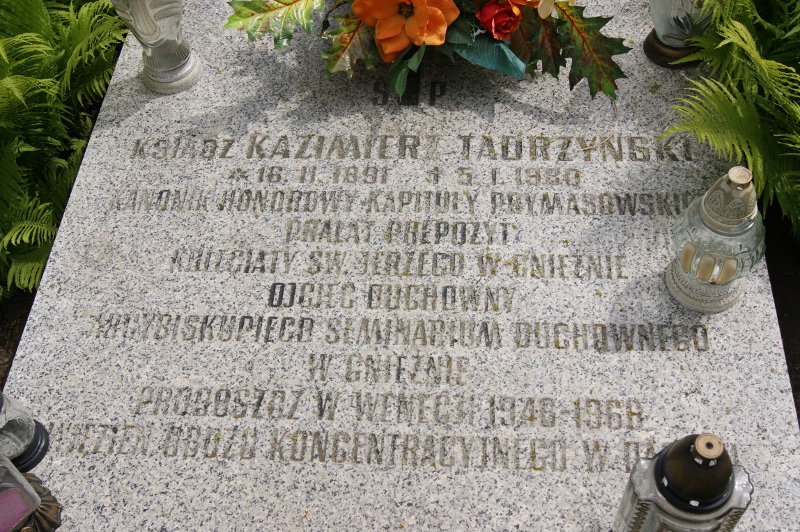 Ś P
KSIĄDZ KAZIMIERZ TADRZYŃSKI
* 16 II 1891 † 5 I 1980
KANONIK HONOROWY KAPITUŁY PRYMASOWSKIEJ
PRAŁAT PREPOZYT
KOLEGIATY ŚW. JERZEGO W GNIEŹNIE
OJCIEC DUCHOWNY
ARCYBISKUPIEGO SEMINARIUM DUCHOWNEGO
W GNIEŹNIE
PROBOSZCZ W WENECJI 1946-1968
WIĘZIEŃ OBOZU KONCENTRACYJNEGO W